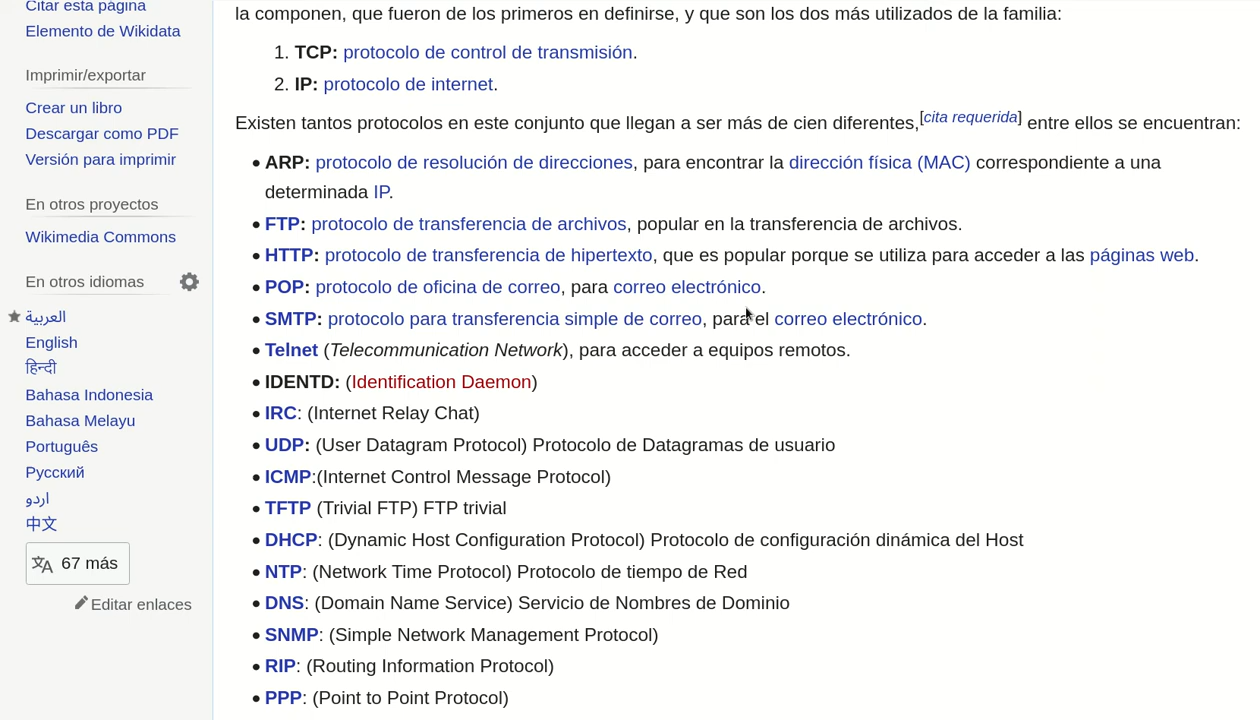 Citar esta página
Elemento de Wikidata
Imprimir/exportar
Crear un libro
Descargar como PDF
Versión para imprimir
En otros proyectos
Wikimedia Commons
En otros idiomas
العربية
English
हिन्दी
Bahasa Indonesia
Bahasa Melayu
Português
Русский
اردو
中文
67 más
Editar enlaces
la componen, que fueron de los primeros en definirse, y que son los dos más utilizados de la familia:
1. TCP: protocolo de control de transmisión.
2. IP: protocolo de internet.
Existen tantos protocolos en este conjunto que llegan a ser más de cien diferentes,[cita requerida] entre ellos se encuentran:
• ARP: protocolo de resolución de direcciones, para encontrar la dirección física (MAC) correspondiente a una
determinada IP.
• FTP: protocolo de transferencia de archivos, popular en la transferencia de archivos.
• HTTP: protocolo de transferencia de hipertexto, que es popular porque se utiliza para acceder a las páginas web.
• POP: protocolo de oficina de correo, para correo electrónico.
• SMTP: protocolo para transferencia simple de correo, para el correo electrónico.
• Telnet (Telecommunication Network), para acceder a equipos remotos.
• IDENTD: (Identification Daemon)
• IRC: (Internet Relay Chat)
• UDP: (User Datagram Protocol) Protocolo de Datagramas de usuario
• ICMP:(Internet Control Message Protocol)
• TFTP (Trivial FTP) FTP trivial
• DHCP: (Dynamic Host Configuration Protocol) Protocolo de configuración dinámica del Host
• NTP: (Network Time Protocol) Protocolo de tiempo de Red
• DNS: (Domain Name Service) Servicio de Nombres de Dominio
• SNMP: (Simple Network Management Protocol)
• RIP: (Routing Information Protocol)
• PPP: (Point to Point Protocol)